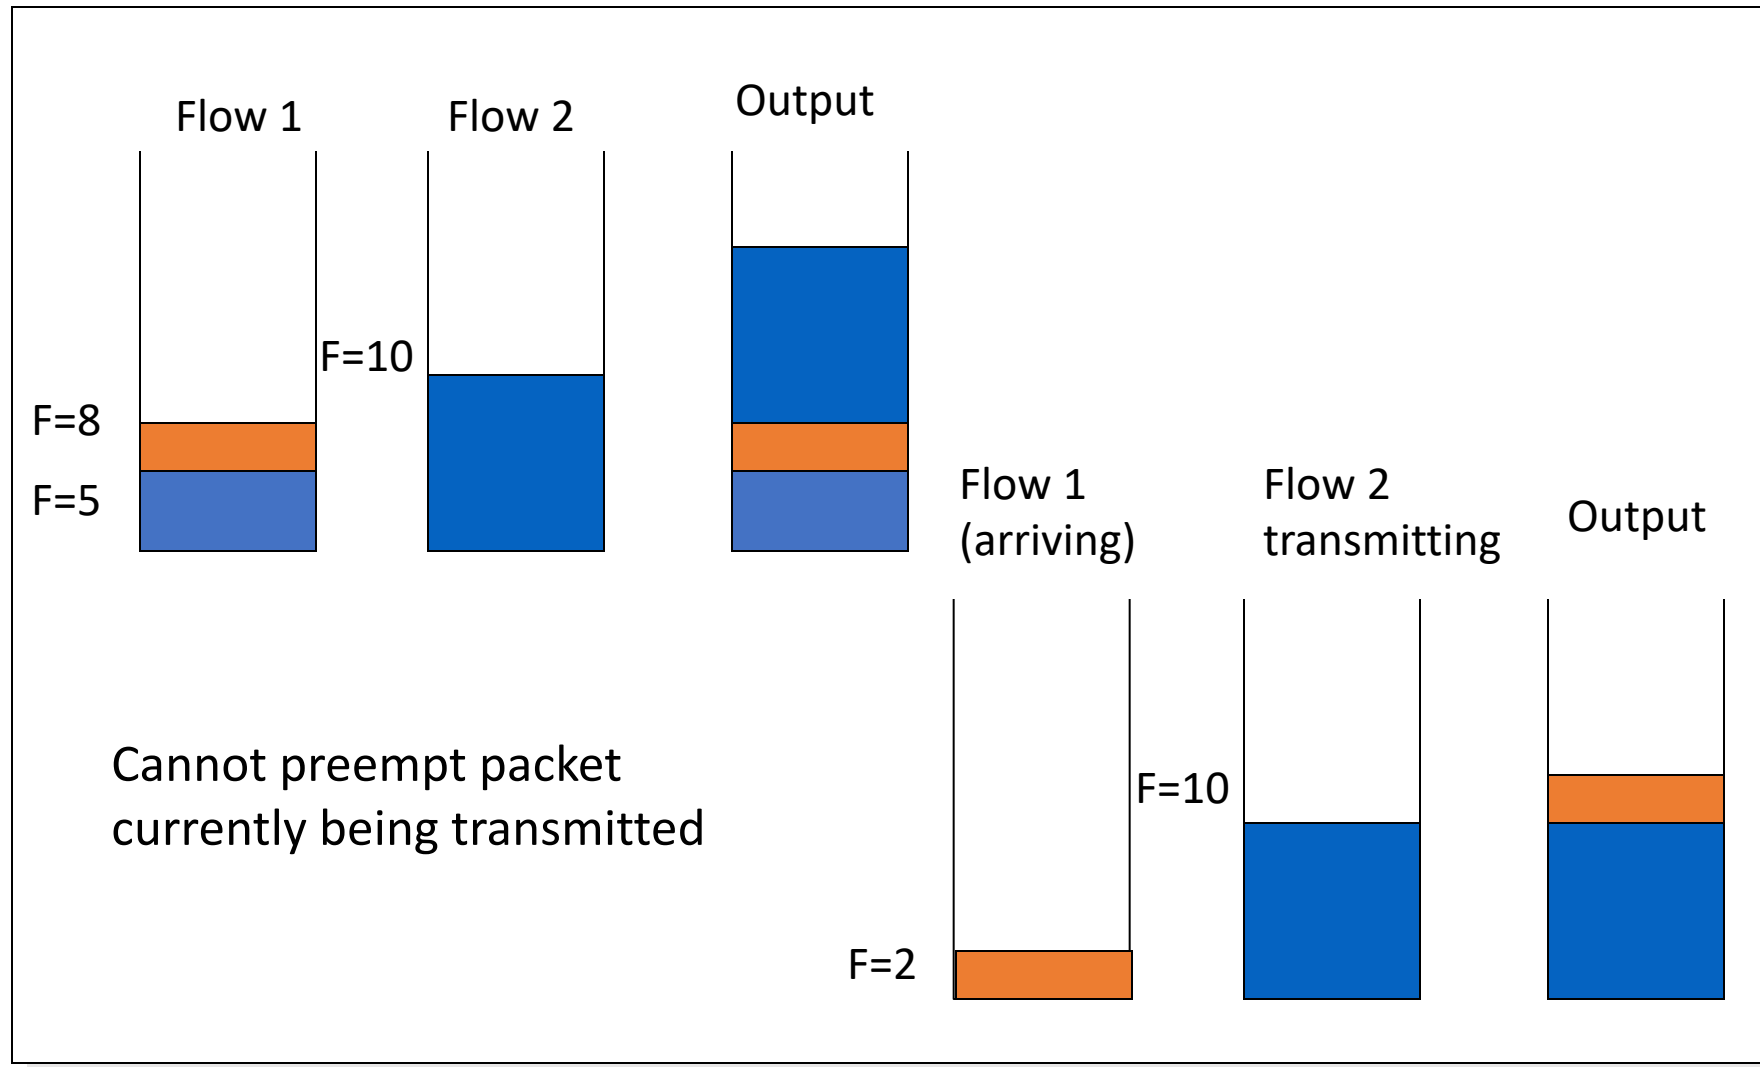 Flow 1
Flow 2
Output
F=10
F=8
F=5
Flow 1
(arriving)
Flow 2
transmitting
Output
Cannot preempt packet
currently being transmitted
F=10
F=2